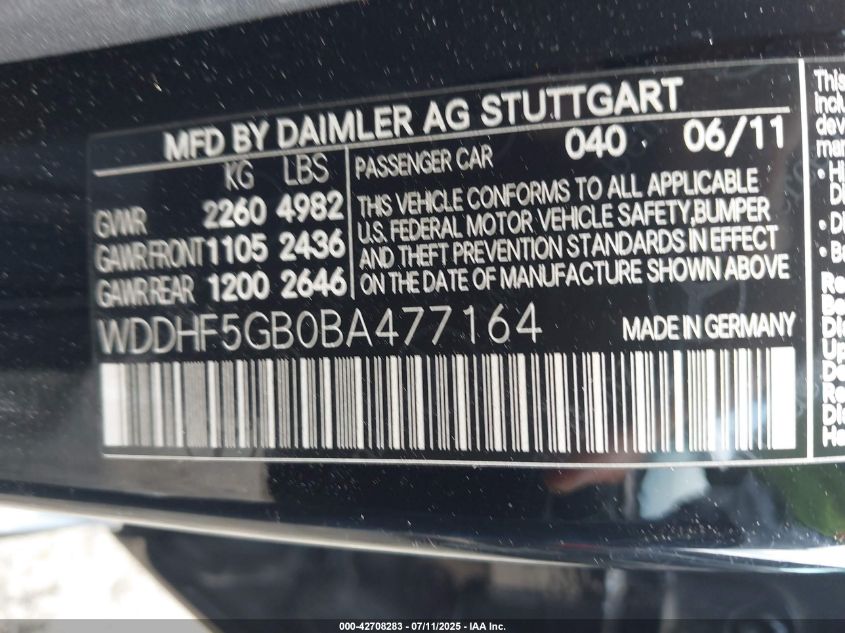 MFD BY DAIMLER AG STUTTGART
040 06/11
KG LBS
GVWR 2260 4982
GAWR FRONT 1105 2436
GAWR REAR 1200 2646
PASSENGER CAR
THIS VEHICLE CONFORMS TO ALL APPLICABLE
U.S. FEDERAL MOTOR VEHICLE SAFETY,BUMPER
AND THEFT PREVENTION STANDARDS IN EFFECT
ON THE DATE OF MANUFACTURE SHOWN ABOVE
WDDHF5GB0BA477164 MADE IN GERMANY
This
000-42708283 - 07/11/2025 - IAA Inc.